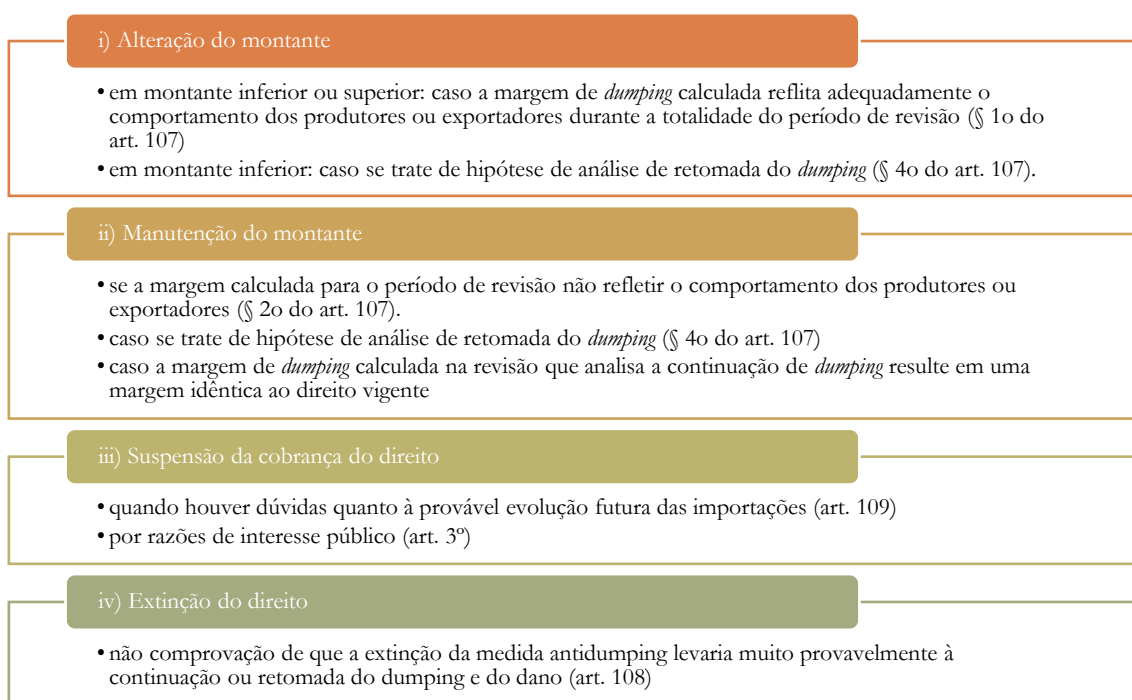 i) Alteração do montante
• em montante inferior ou superior: caso a margem de dumping calculada reflita adequadamente o
comportamento dos produtores ou exportadores durante a totalidade do período de revisão (§ 1o do
art. 107)
• em montante inferior: caso se trate de hipótese de análise de retomada do dumping (§ 4o do art. 107).
ii) Manutenção do montante
• se a margem calculada para o período de revisão não refletir o comportamento dos produtores ou
exportadores (§ 2o do art. 107).
• caso se trate de hipótese de análise de retomada do dumping (§ 4o do art. 107)
• caso a margem de dumping calculada na revisão que analisa a continuação de dumping resulte em uma
margem idêntica ao direito vigente
iii) Suspensão da cobrança do direito
• quando houver dúvidas quanto à provável evolução futura das importações (art. 109)
• por razões de interesse público (art. 3º)
iv) Extinção do direito
• não comprovação de que a extinção da medida antidumping levaria muito provavelmente à
continuação ou retomada do dumping e do dano (art. 108)